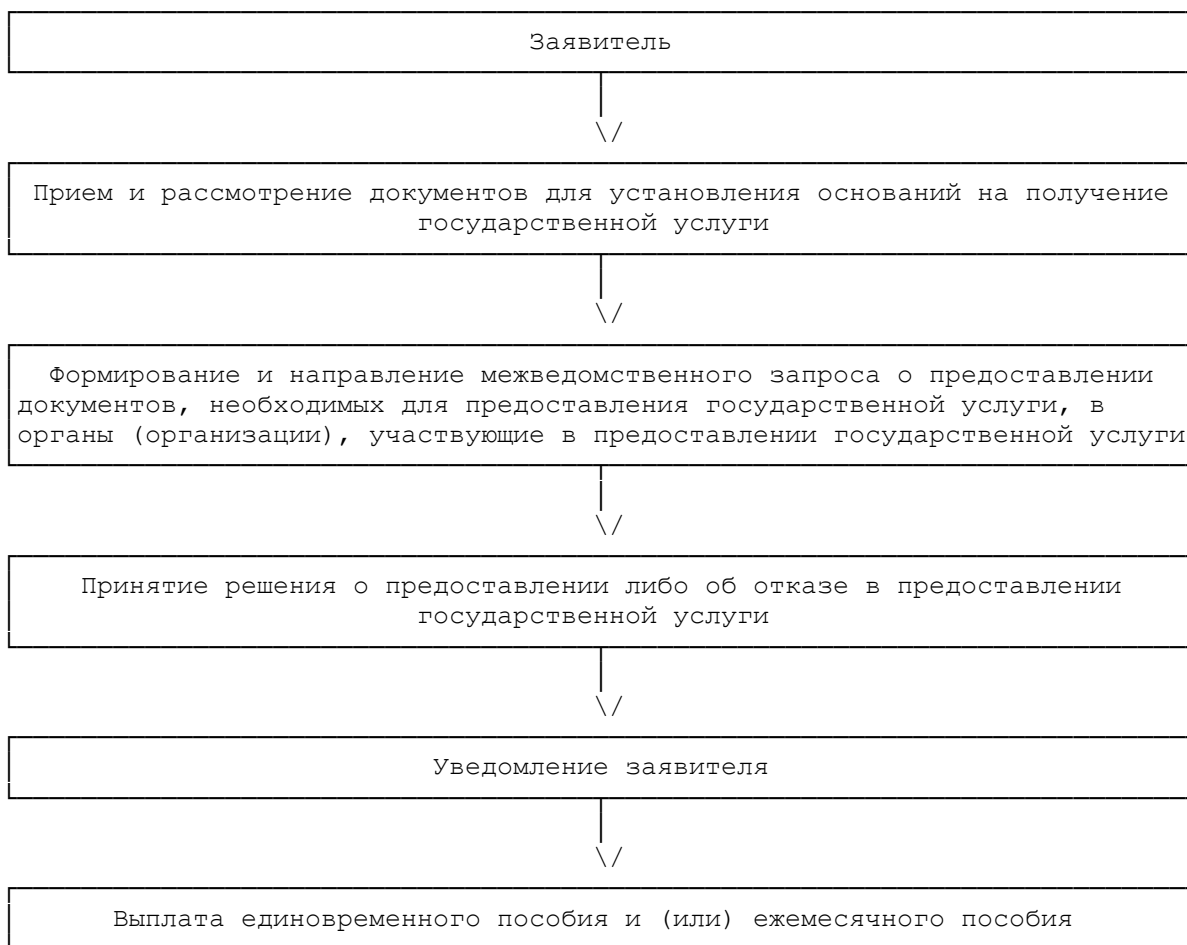 Заявитель
Прием и рассмотрение документов для установления оснований на получение
государственной услуги
Формирование и направление межведомственного запроса о предоставлении
документов, необходимых для предоставления государственной услуги, в
органы (организации), участвующие в предоставлении государственной услуги
Принятие решения о предоставлении либо об отказе в предоставлении
государственной услуги
Уведомление заявителя
Выплата единовременного пособия и (или) ежемесячного пособия